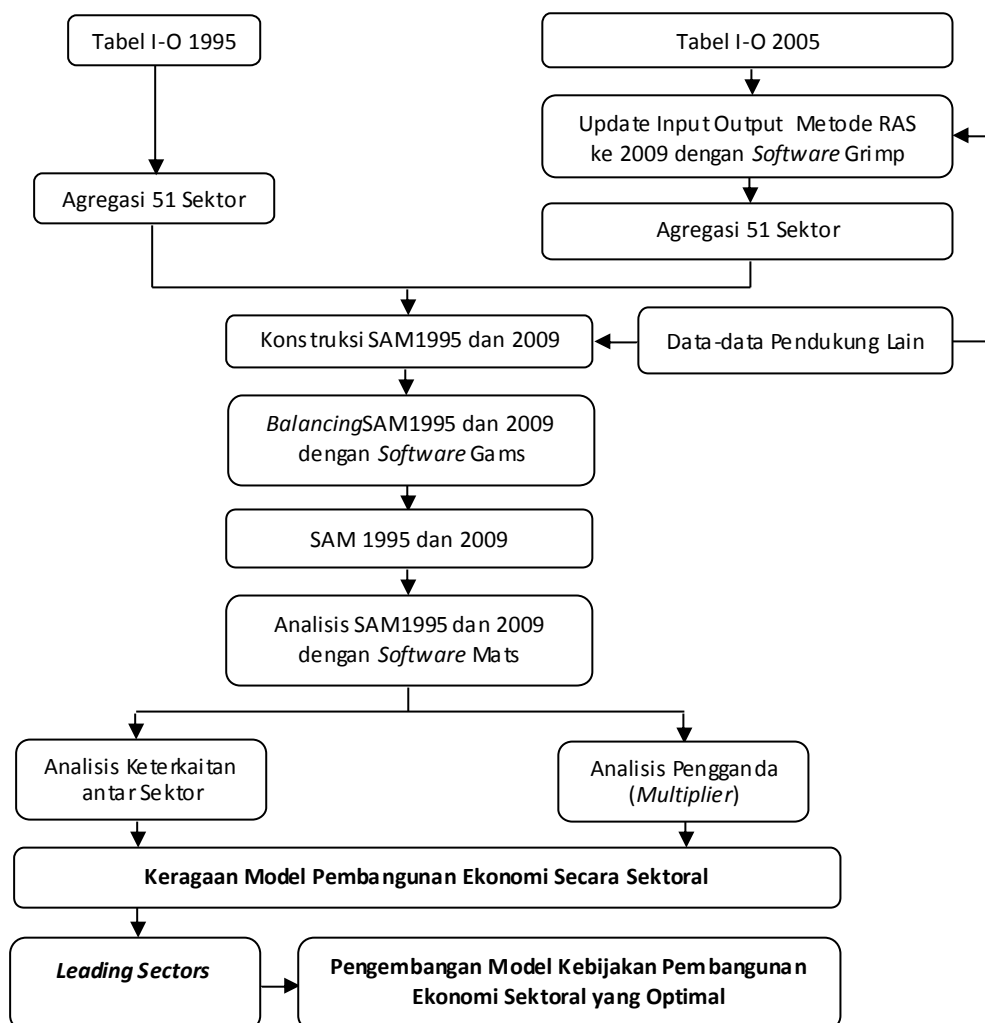 Tabel I-O 1995
Tabel I-O 2005
Update Input Output Metode RAS
ke 2009 dengan Software Grimp
Agregasi 51 Sektor
Agregasi 51 Sektor
Konstruksi SAM1995 dan 2009
Data-data Pendukung Lain
BalancingSAM1995 dan 2009
dengan Software Gams
SAM 1995 dan 2009
Analisis SAM1995 dan 2009
dengan Software Mats
Analisis Keterkaitan
antar Sektor
Analisis Pengganda
(Multiplier)
Keragaan Model Pembangunan Ekonomi Secara Sektoral
Leading Sectors
Pengembangan Model Kebijakan Pembangunan
Ekonomi Sektoral yang Optimal